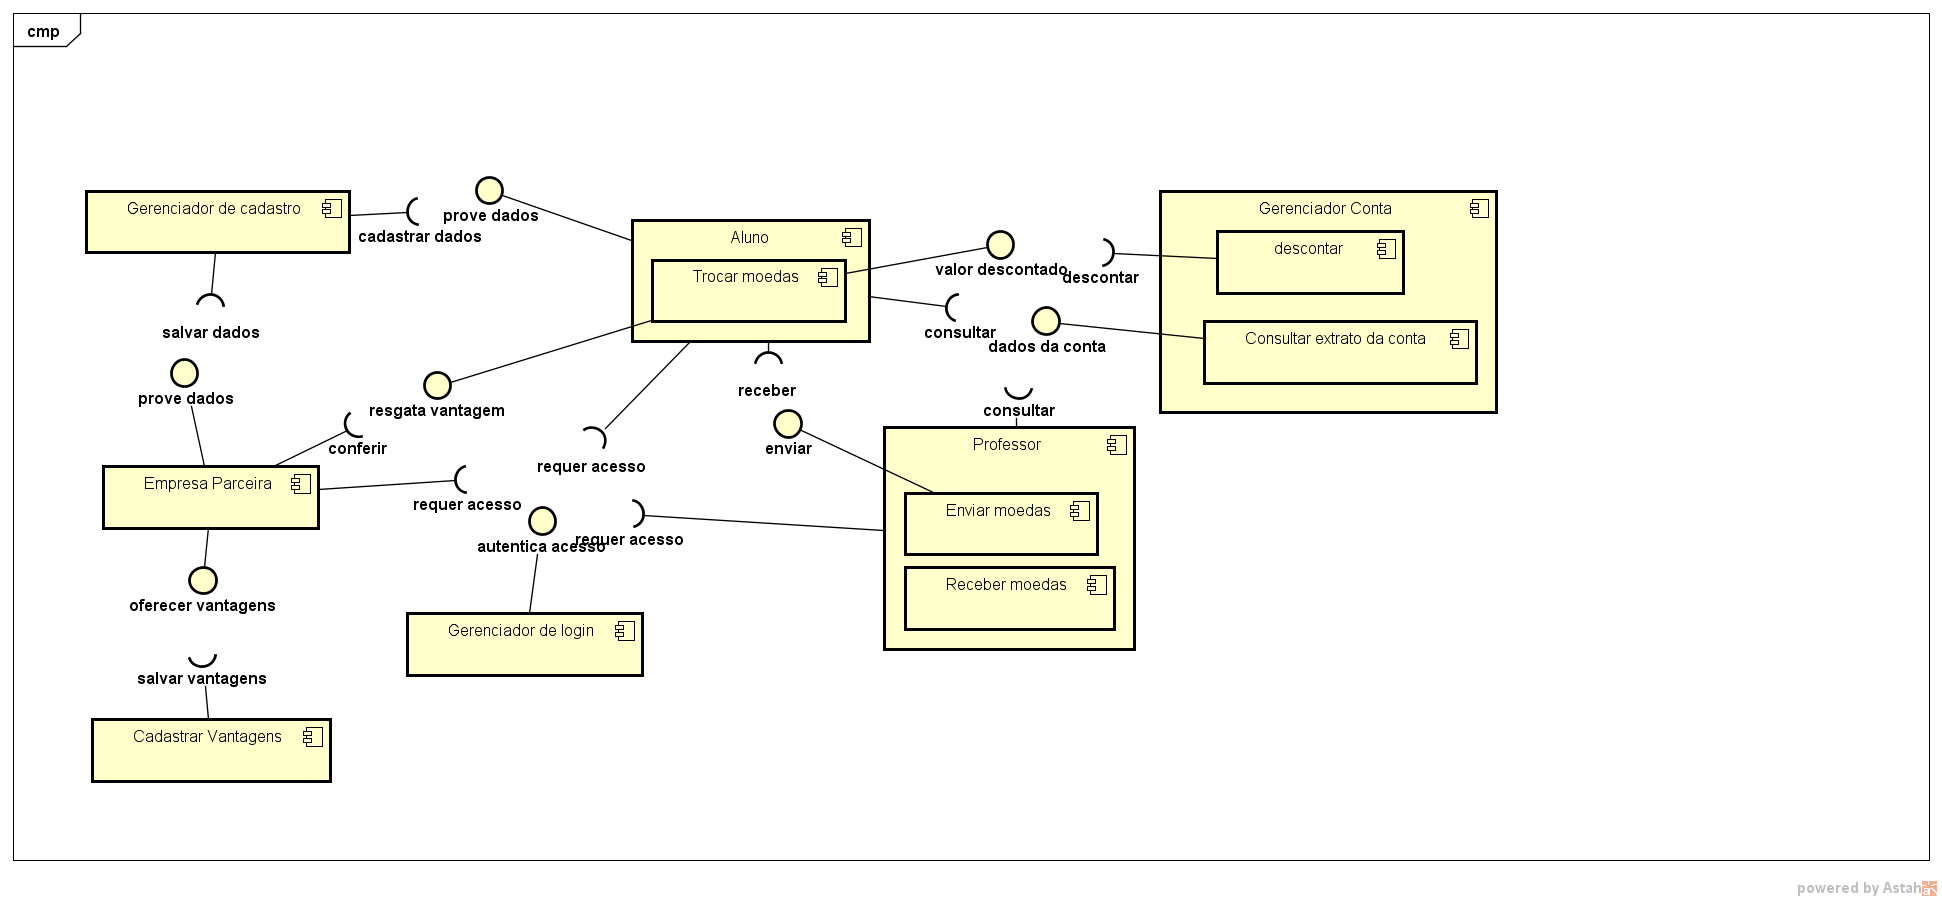 cmp
Gerenciador de cadastro
cadastrar dados
prove dados
salvar dados
prove dados
Aluno
Trocar moedas
valor descontado
descontar
Gerenciador Conta
descontar
Consultar extrato da conta
consultar
dados da conta
resgata vantagem
receber
conferir
consultar
enviar
requer acesso
Empresa Parceira
requer acesso
Professor
Enviar moedas
Receber moedas
autentica acesso
requer acesso
oferecer vantagens
Gerenciador de login
salvar vantagens
Cadastrar Vantagens
powered by Astah